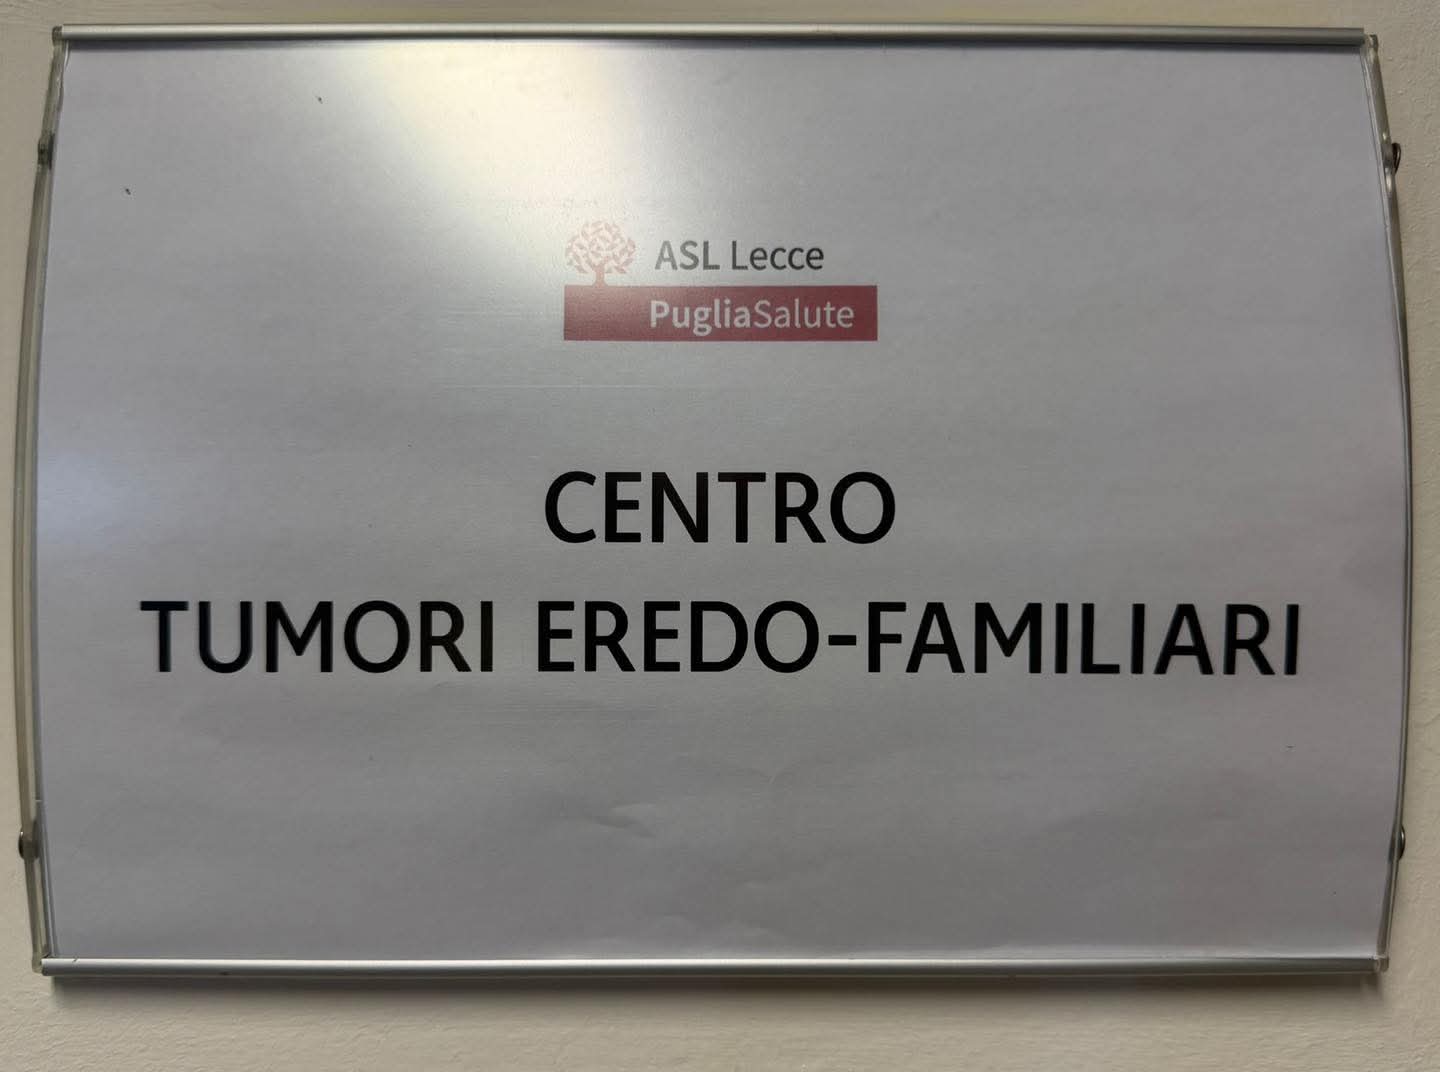 ASL Lecce
PugliaSalute
CENTRO
TUMORI EREDO-FAMILIARI